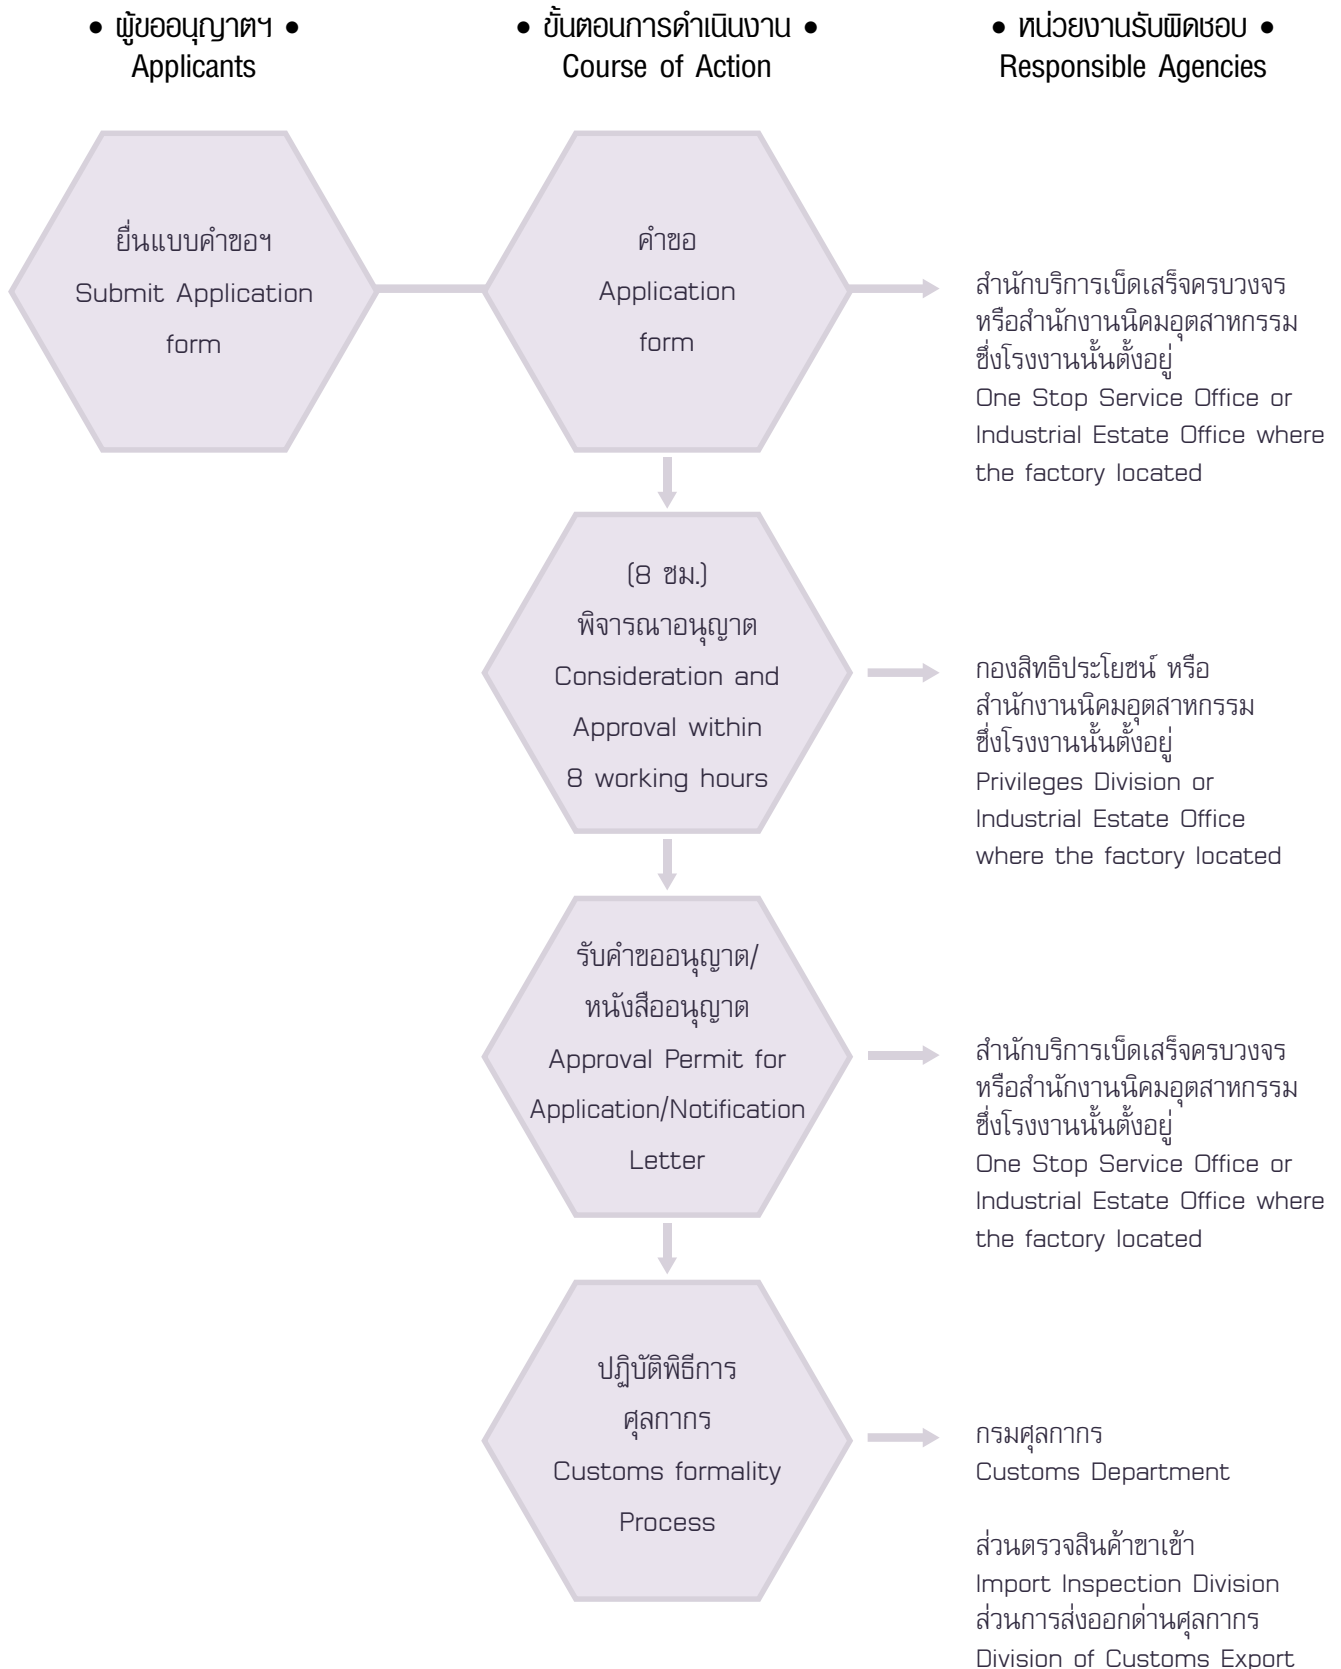 • ผู้ขออนุญาตฯ •
Applicants
• ขั้นตอนการดำเนินงาน •
Course of Action
• หน่วยงานรับผิดชอบ •
Responsible Agencies
ยื่นแบบคำขอฯ
Submit Application
form
คำขอ
Application
form
สำนักบริการเบ็ดเสร็จครบวงจร
หรือสำนักงานนิคมอุตสาหกรรม
ซึ่งโรงงานนั้นตั้งอยู่
One Stop Service Office or
Industrial Estate Office where
the factory located
(8 ชม.)
พิจารณาอนุญาต
Consideration and
Approval within
8 working hours
กองสิทธิประโยชน์ หรือ
สำนักงานนิคมอุตสาหกรรม
ซึ่งโรงงานนั้นตั้งอยู่
Privileges Division or
Industrial Estate Office
where the factory located
รับคำขออนุญาต/
หนังสืออนุญาต
Approval Permit for
Application/Notification
Letter
สำนักบริการเบ็ดเสร็จครบวงจร
หรือสำนักงานนิคมอุตสาหกรรม
ซึ่งโรงงานนั้นตั้งอยู่
One Stop Service Office or
Industrial Estate Office where
the factory located
ปฏิบัติพิธีการ
ศุลกากร
Customs formality
Process
กรมศุลกากร
Customs Department
ส่วนตรวจสินค้าขาเข้า
Import Inspection Division
ส่วนการส่งออกด่านศุลกากร
Division of Customs Export